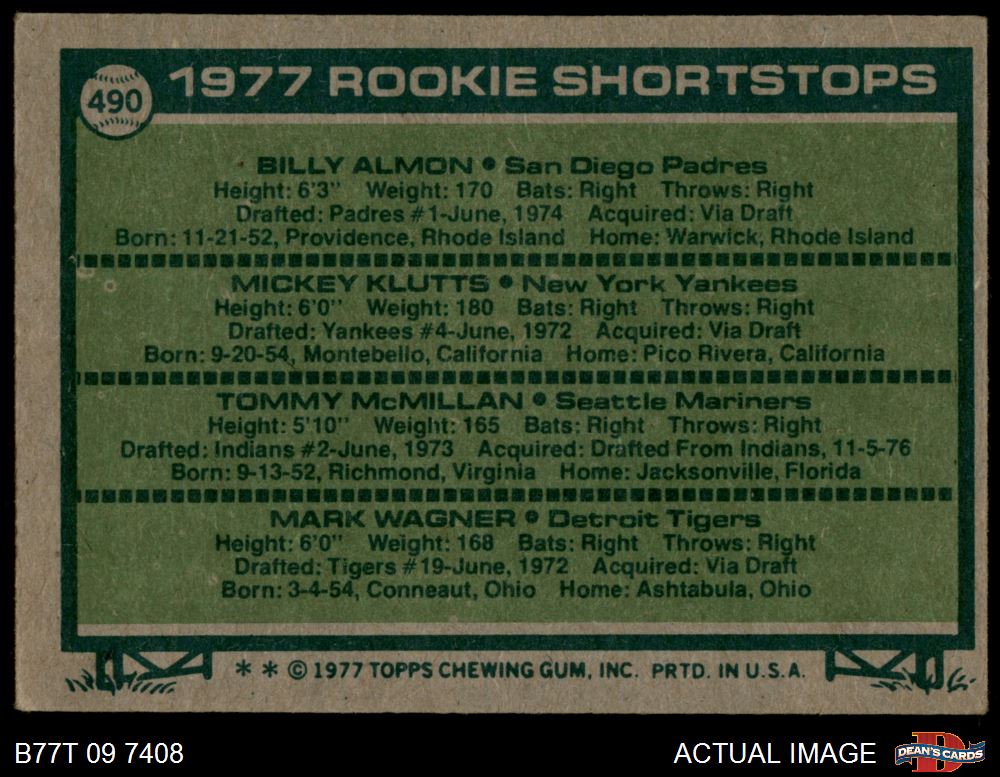 490
1977 ROOKIE SHORTSTOPS
BILLY ALMON • San Diego Padres
Height: 6'3" Weight: 170 Bats: Right Throws: Right
Drafted: Padres #1-June, 1974 Acquired: Via Draft
Born: 11-21-52, Providence, Rhode Island Home: Warwick, Rhode Island
MICKEY KLUTTS • New York Yankees
Height: 6'0" Weight: 180 Bats: Right Throws: Right
Drafted: Yankees #4-June, 1972 Acquired: Via Draft
Born: 9-20-54, Montebello, California Home: Pico Rivera, California
TOMMY McMILLAN • Seattle Mariners
Height: 5'10" Weight: 165 Bats: Right Throws: Right
Drafted: Indians #2-June, 1973 Acquired: Drafted From Indians, 11-5-76
Born: 9-13-52, Richmond, Virginia Home: Jacksonville, Florida
MARK WAGNER • Detroit Tigers
Height: 6'0" Weight: 168 Bats: Right Throws: Right
Drafted: Tigers #19-June, 1972 Acquired: Via Draft
Born: 3-4-54, Conneaut, Ohio Home: Ashtabula, Ohio
* * © 1977 TOPPS CHEWING GUM, INC. PRTD. IN U.S.A.
B77T 09 7408 ACTUAL IMAGE
D
DEAN'S CARDS